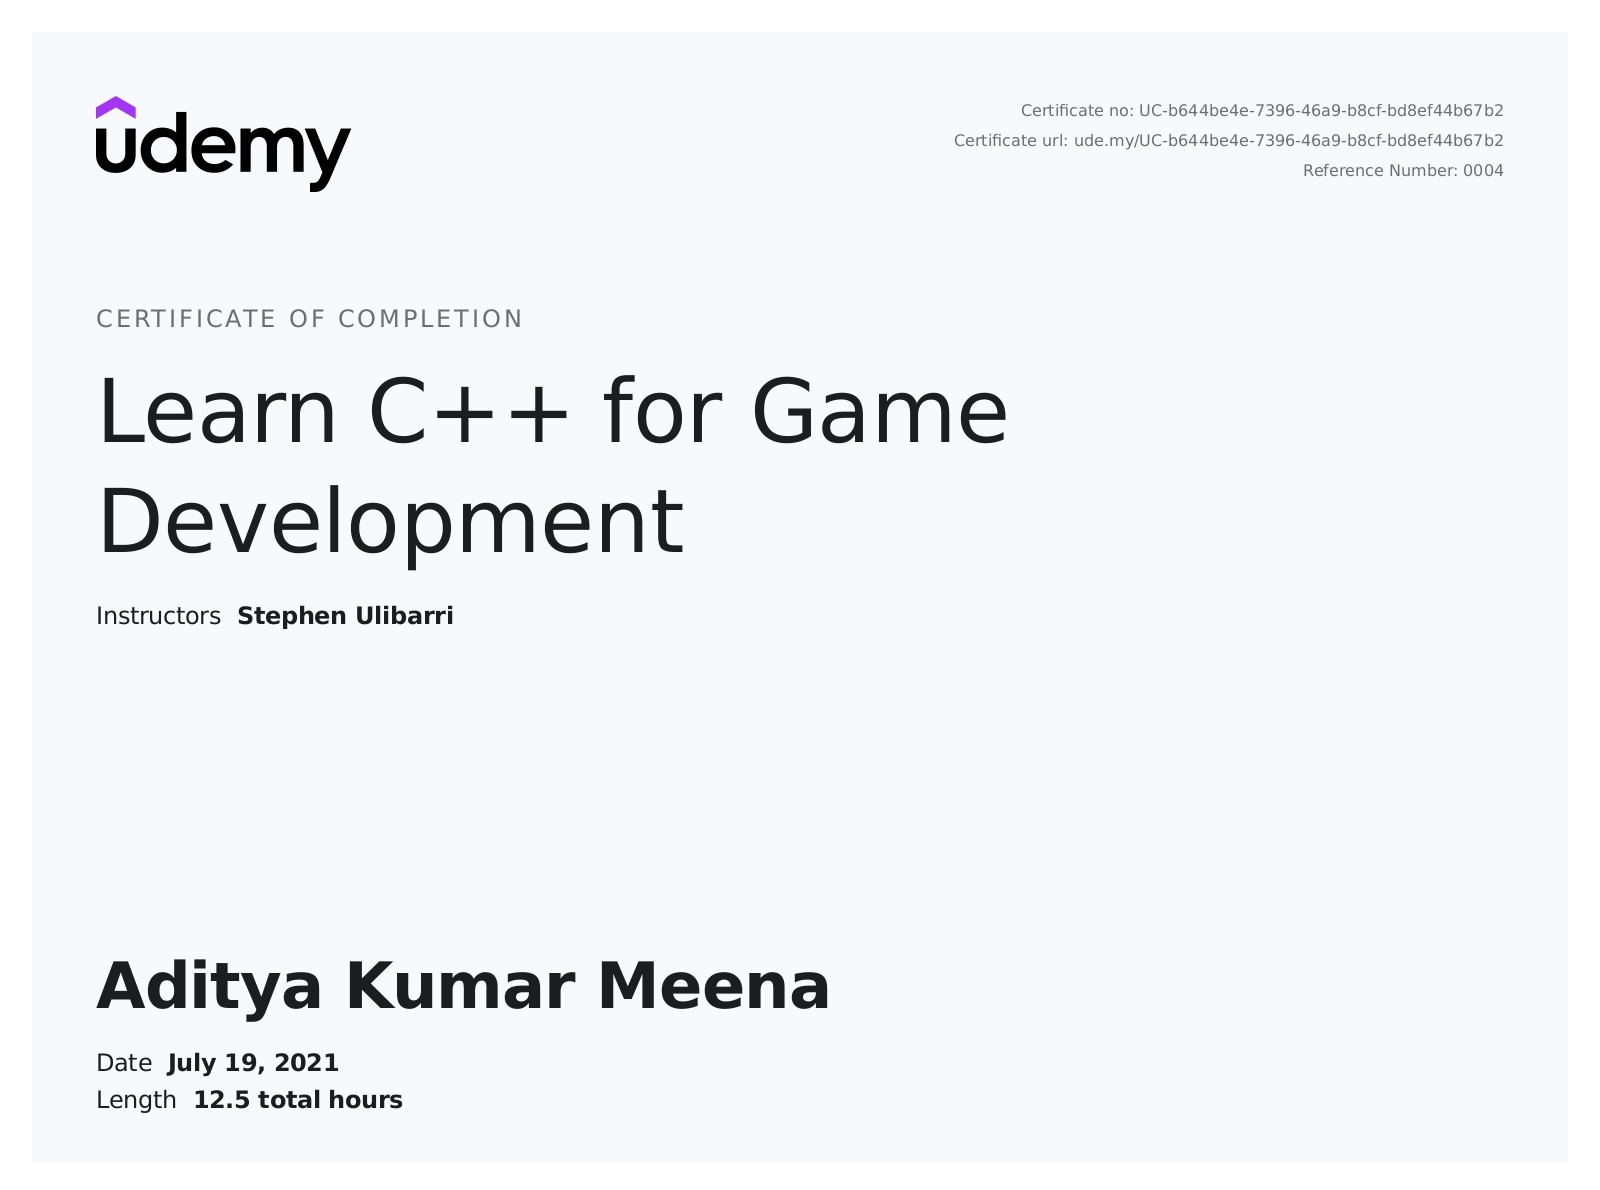 udemy
Certificate no: UC-b644be4e-7396-46a9-b8cf-bd8ef44b67b2
Certificate url: ude.my/UC-b644be4e-7396-46a9-b8cf-bd8ef44b67b2
Reference Number: 0004
CERTIFICATE OF COMPLETION
Learn C++ for Game
Development
Instructors Stephen Ulibarri
Aditya Kumar Meena
Date July 19, 2021
Length 12.5 total hours